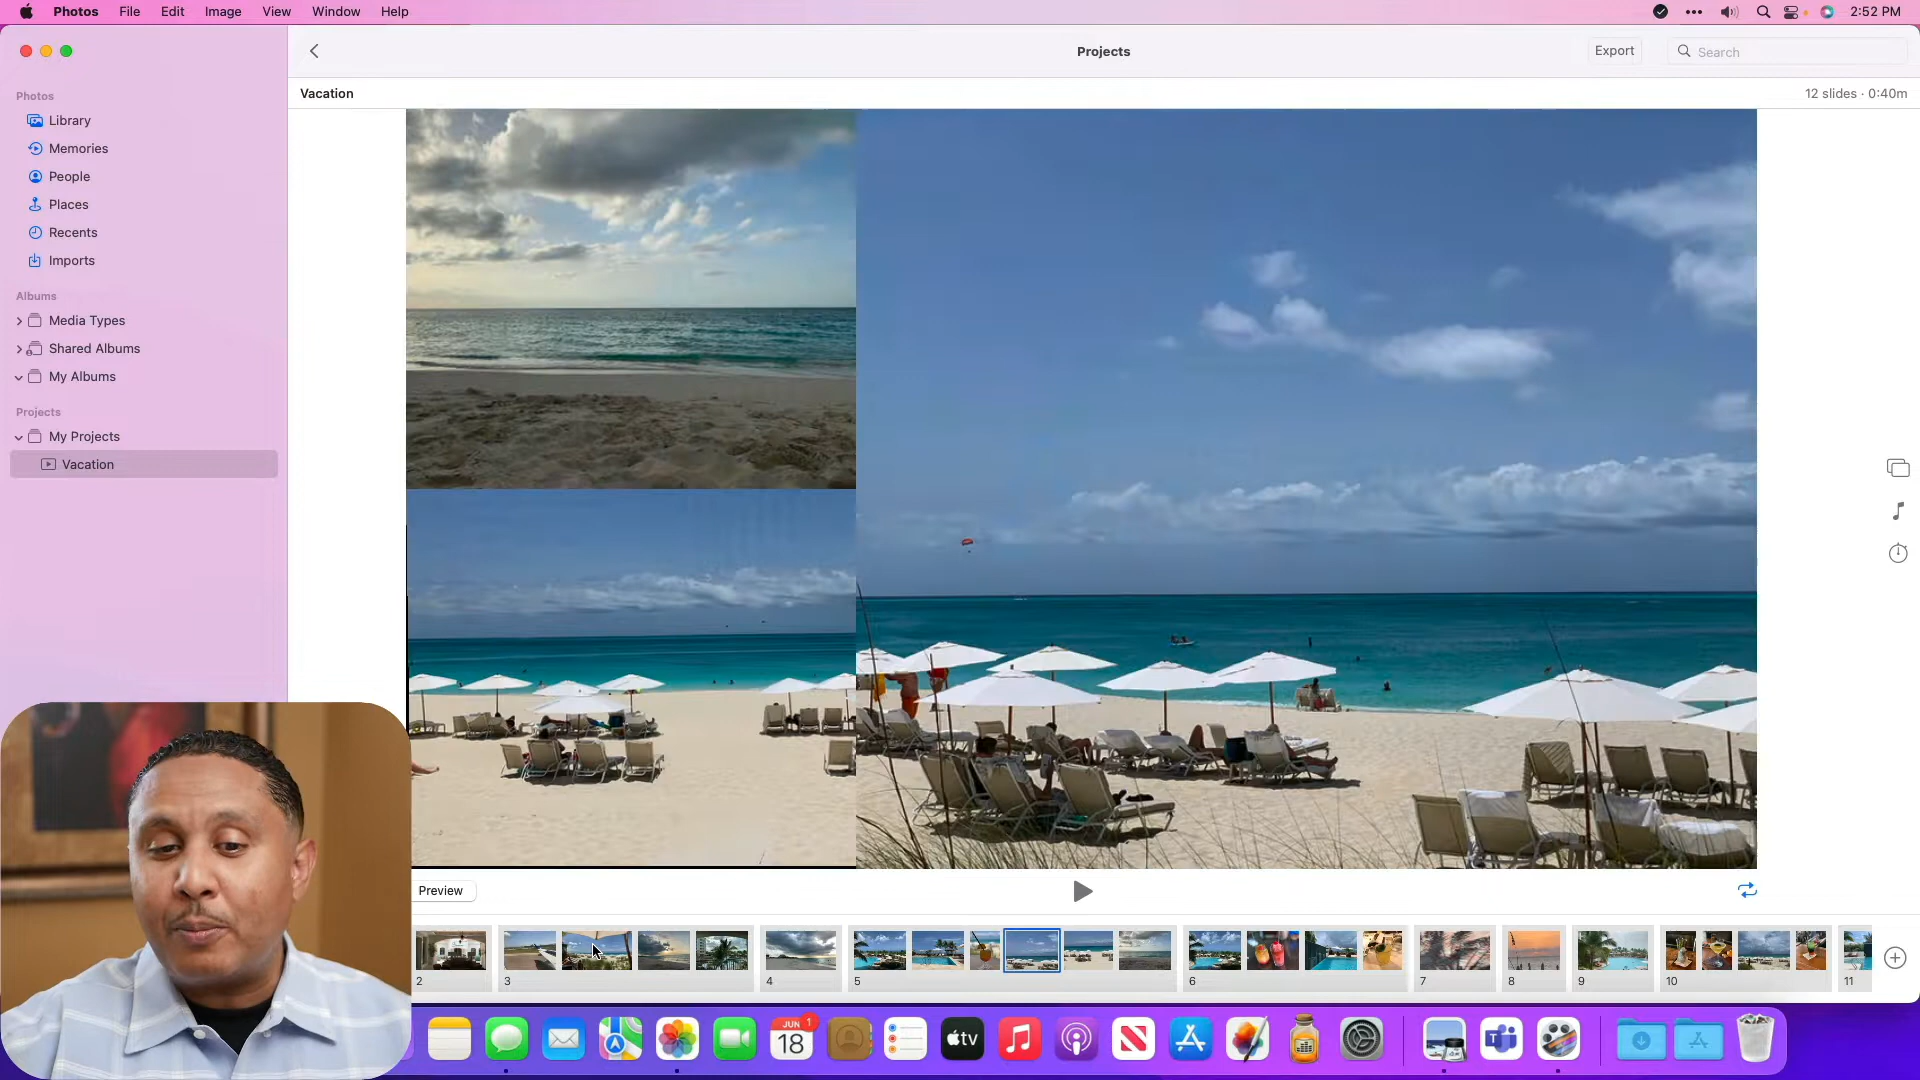 Photos File Edit Image View Window Help 2:52 PM
Projects Export Search
Vacation 12 slides · 0:40m
Photos
Library
Memories
People
Places
Recents
Imports
Albums
Media Types
Shared Albums
My Albums
Projects
My Projects
Vacation
Preview
2 3 4 5 6 7 8 9 10 11
JUN 1
18
tv